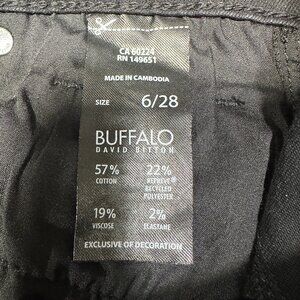 CA 60224
RN 149651
MADE IN CAMBODIA
SIZE 6/28
BUFFALO
DAVID BITTON
57% 22%
COTTON REPREVE®
RECYCLED
POLYESTER
19% 2%
VISCOSE ELASTANE
EXCLUSIVE OF DECORATION